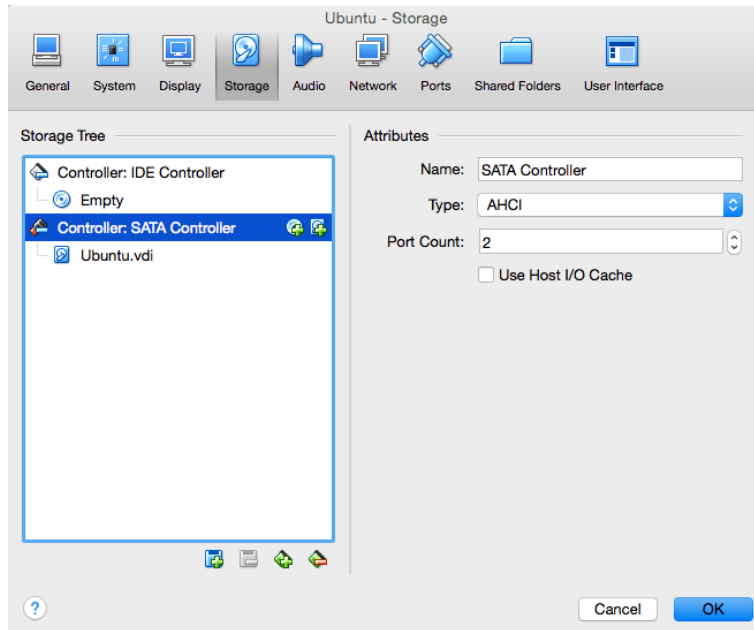 Ubuntu - Storage
General System Display Storage Audio Network Ports Shared Folders User Interface
Storage Tree
Controller: IDE Controller
Empty
Controller: SATA Controller
Ubuntu.vdi
Attributes
Name: SATA Controller
Type: AHCI
Port Count: 2
Use Host I/O Cache
?
Cancel OK